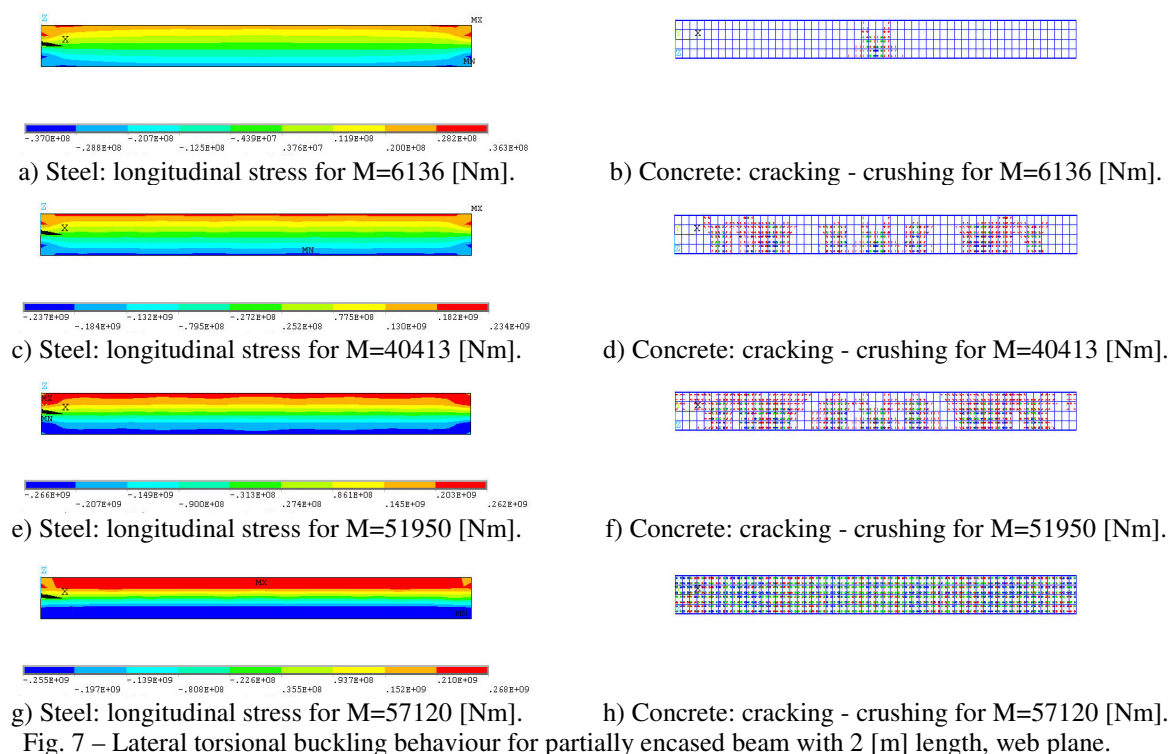 Z
MX
X
MN
-.370E+08 -.207E+08 -.439E+07 .119E+08 .282E+08
-.288E+08 -.125E+08 .376E+07 .200E+08 .363E+08
X
Z
a) Steel: longitudinal stress for M=6136 [Nm]. b) Concrete: cracking - crushing for M=6136 [Nm].
Z
MX
X
MN
-.237E+09 -.132E+09 -.272E+08 .775E+08 .182E+09
-.184E+09 -.795E+08 .252E+08 .130E+09 .234E+09
X
Z
c) Steel: longitudinal stress for M=40413 [Nm]. d) Concrete: cracking - crushing for M=40413 [Nm].
Z
MX
X
MN
-.266E+09 -.149E+09 -.313E+08 .861E+08 .203E+09
-.207E+09 -.900E+08 .274E+08 .145E+09 .262E+09
X
Z
e) Steel: longitudinal stress for M=51950 [Nm]. f) Concrete: cracking - crushing for M=51950 [Nm].
Z
MX
X
MN
-.255E+09 -.139E+09 -.226E+08 .937E+08 .210E+09
-.197E+09 -.808E+08 .355E+08 .152E+09 .268E+09
X
g) Steel: longitudinal stress for M=57120 [Nm]. h) Concrete: cracking - crushing for M=57120 [Nm].
Fig. 7 – Lateral torsional buckling behaviour for partially encased beam with 2 [m] length, web plane.